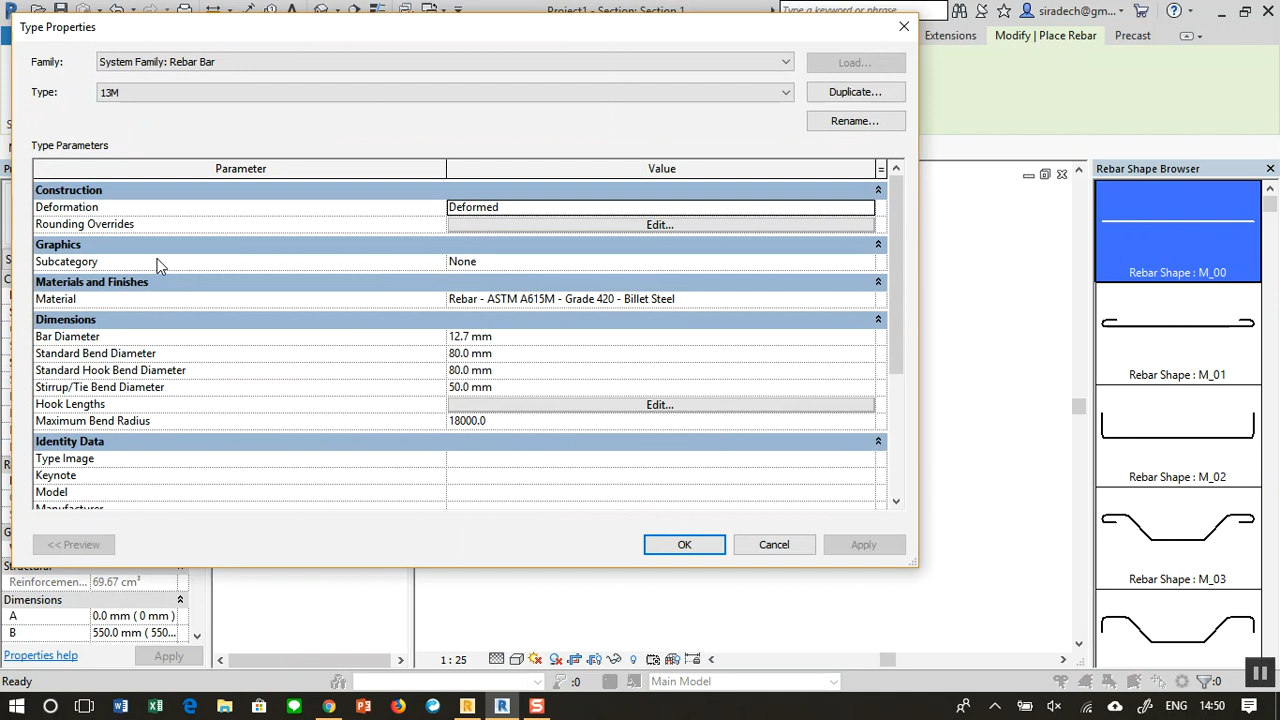 Project1 - Section: Section 1
Type a keyword or phrase
siradech@gm...
Type Properties
Extensions
Modify | Place Rebar
Precast
Family:
System Family: Rebar Bar
Load...
Type:
13M
Duplicate...
Rename...
Type Parameters
Parameter
Value
=
Construction
Deformation
Deformed
Rounding Overrides
Edit...
Graphics
Subcategory
None
Materials and Finishes
Material
Rebar - ASTM A615M - Grade 420 - Billet Steel
Dimensions
Bar Diameter
12.7 mm
Standard Bend Diameter
80.0 mm
Standard Hook Bend Diameter
80.0 mm
Stirrup/Tie Bend Diameter
50.0 mm
Hook Lengths
Edit...
Maximum Bend Radius
18000.0
Identity Data
Type Image
Keynote
Model
Manufacturer
<< Preview
OK
Cancel
Apply
Rebar Shape Browser
Rebar Shape : M_00
Rebar Shape : M_01
Rebar Shape : M_02
Rebar Shape : M_03
Structural
Reinforcemen...
69.67 cm²
Dimensions
A
0.0 mm ( 0 mm )
B
550.0 mm ( 550...
Properties help
Apply
1 : 25
Ready
:0
Main Model
:0
ENG
14:50